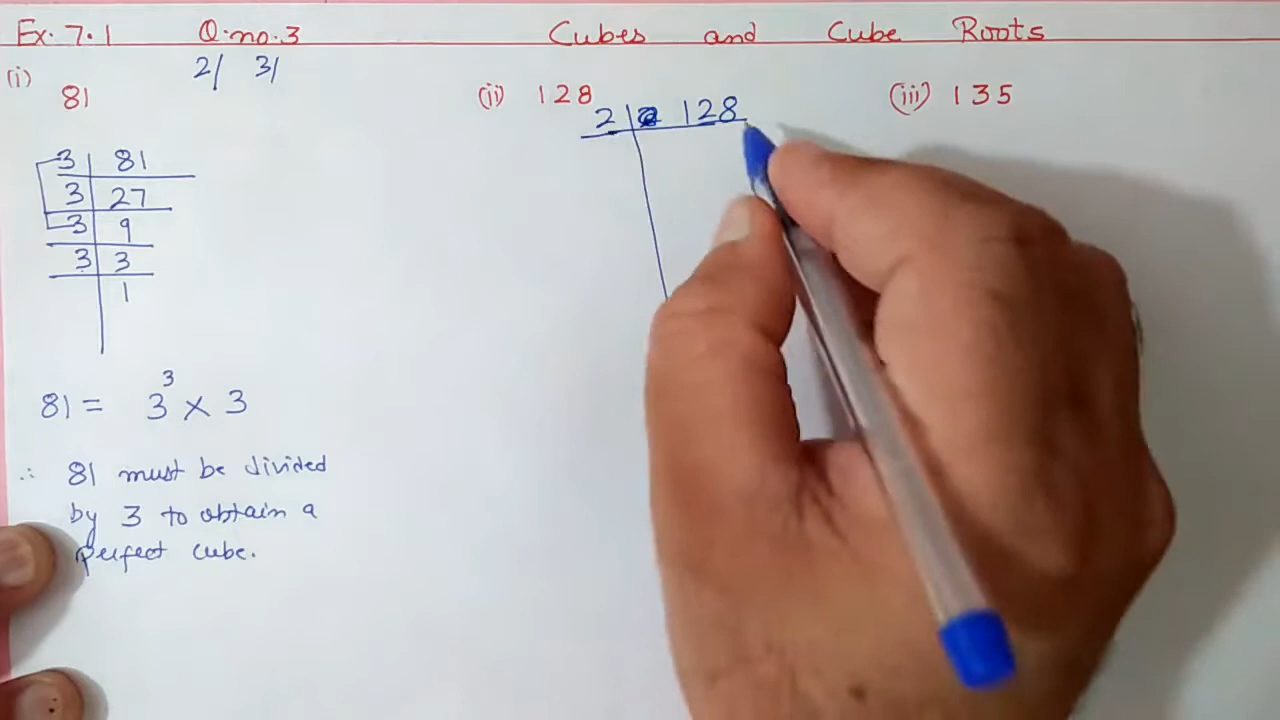 Ex. 7.1 Q.no.3 Cubes and Cube Roots
2/ 3/
(i) 81
(ii) 128
(iii) 135
3 | 81
3 | 27
3 | 9
3 | 3
1
81 = 3³ × 3
∴ 81 must be divided
by 3 to obtain a
perfect cube.
2 | 128